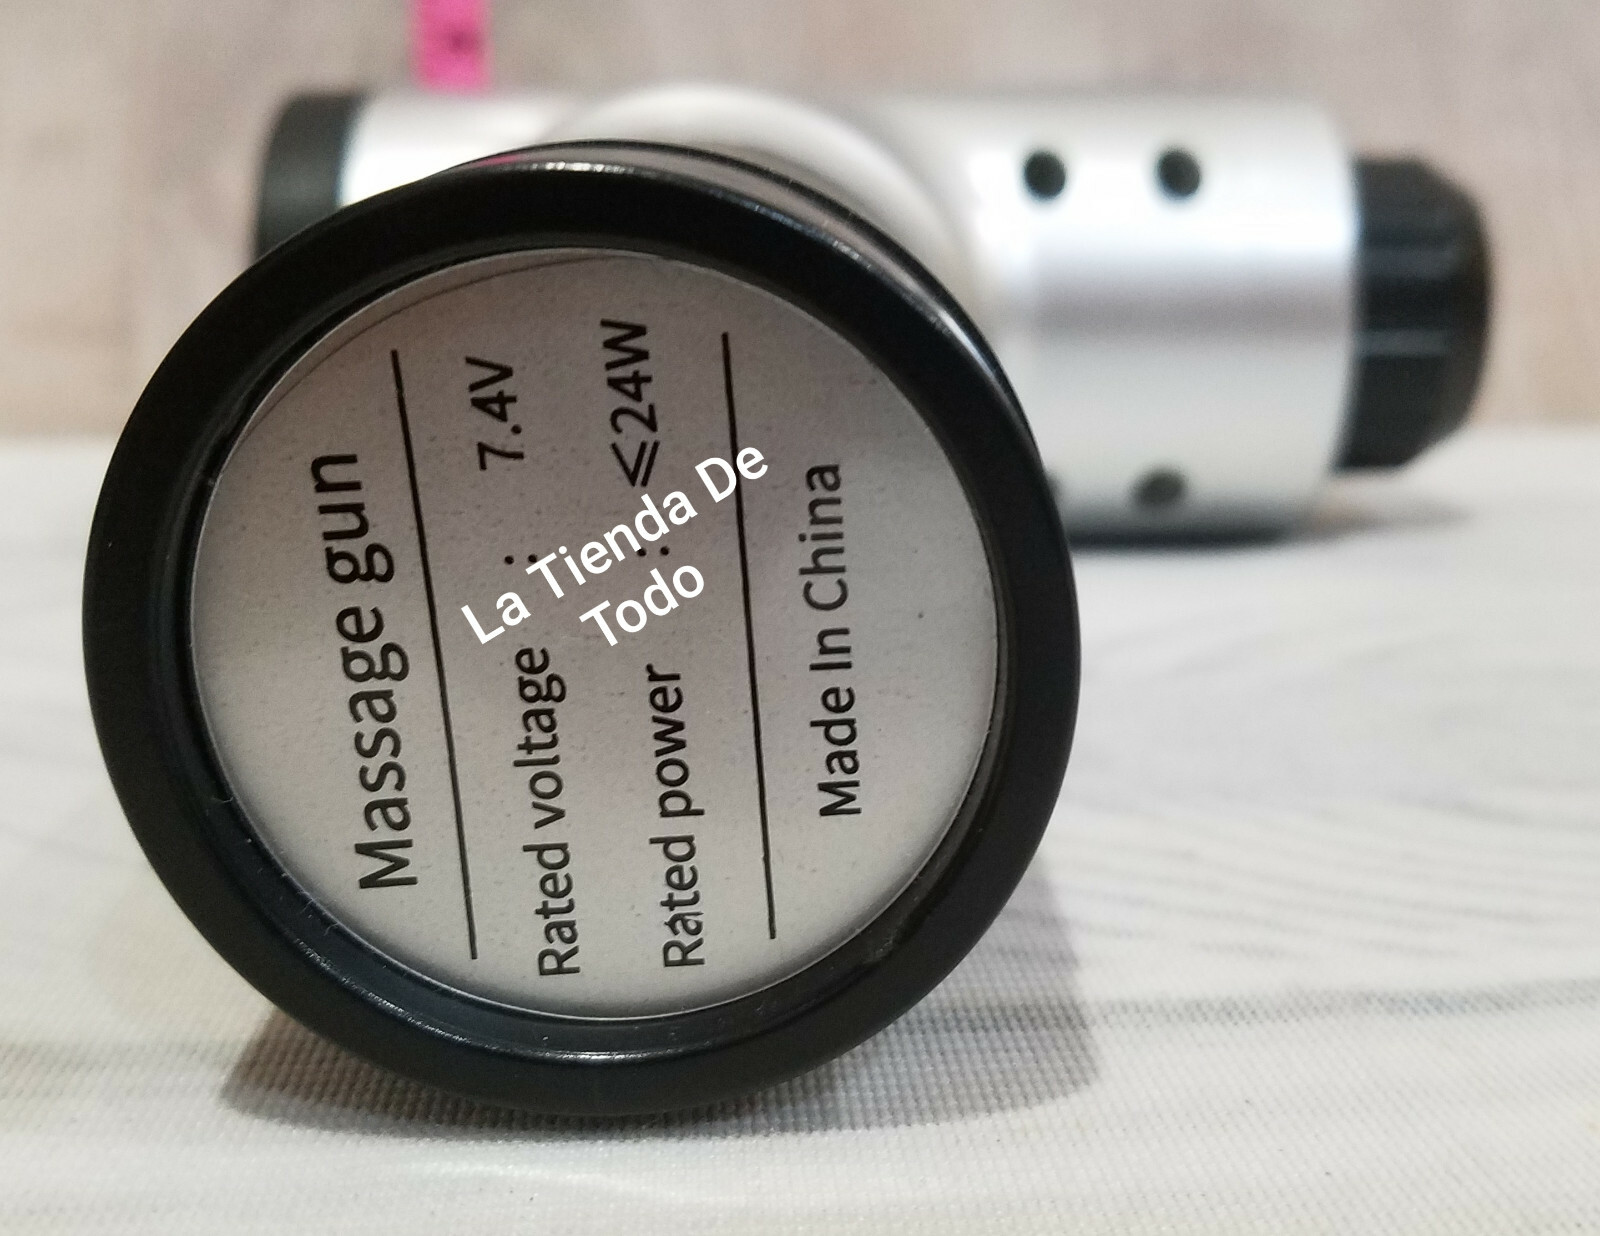 Massage gun
Rated voltage : 7.4V
Rated power : ⩽24W
Made In China
La Tienda De
Todo